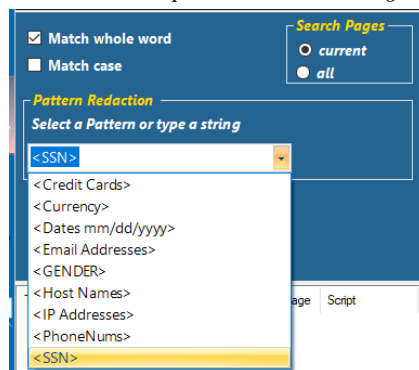 Search Pages
Match whole word
current
Match case
all
Pattern Redaction
Select a Pattern or type a string
<SSN>
<Credit Cards>
<Currency>
<Dates mm/dd/yyyy>
<Email Addresses>
<GENDER>
<Host Names>
age Script
<IP Addresses>
<PhoneNums>
<SSN>